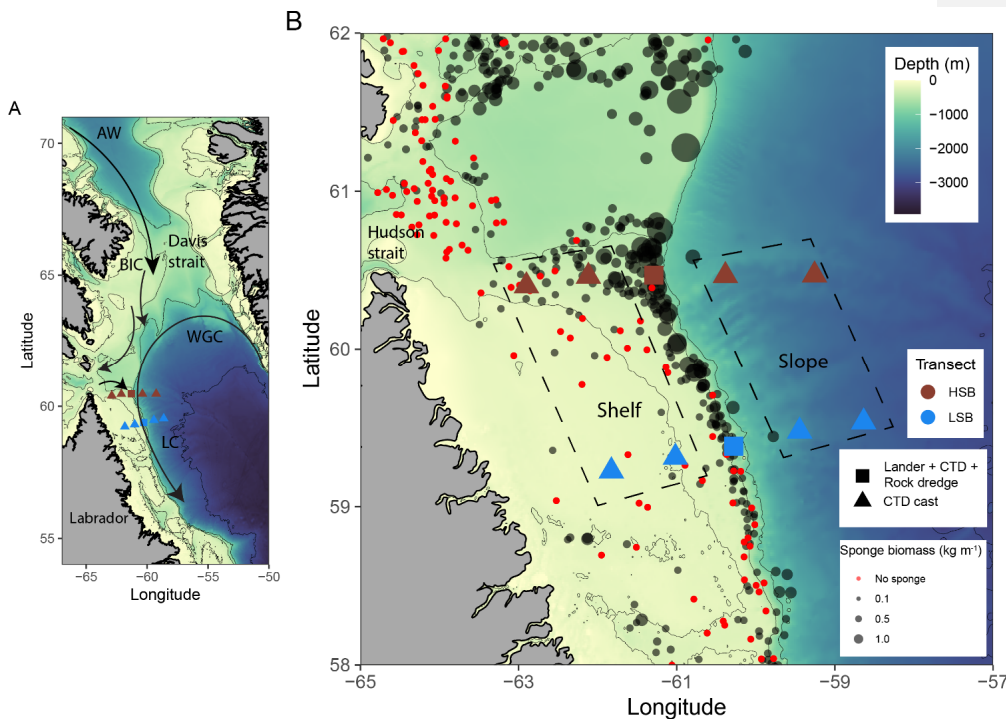 A
AW
Davis
strait
BIC
WGC
LC
Labrador
70
65
60
55
−65
−60
−55
−50
Latitude
Longitude
B
62
61
60
59
58
−65
−63
−61
−59
−57
Latitude
Longitude
Hudson
strait
Shelf
Slope
Depth (m)
0
−1000
−2000
−3000
Transect
HSB
LSB
Lander + CTD +
Rock dredge
CTD cast
Sponge biomass (kg m⁻¹)
No sponge
0.1
0.5
1.0